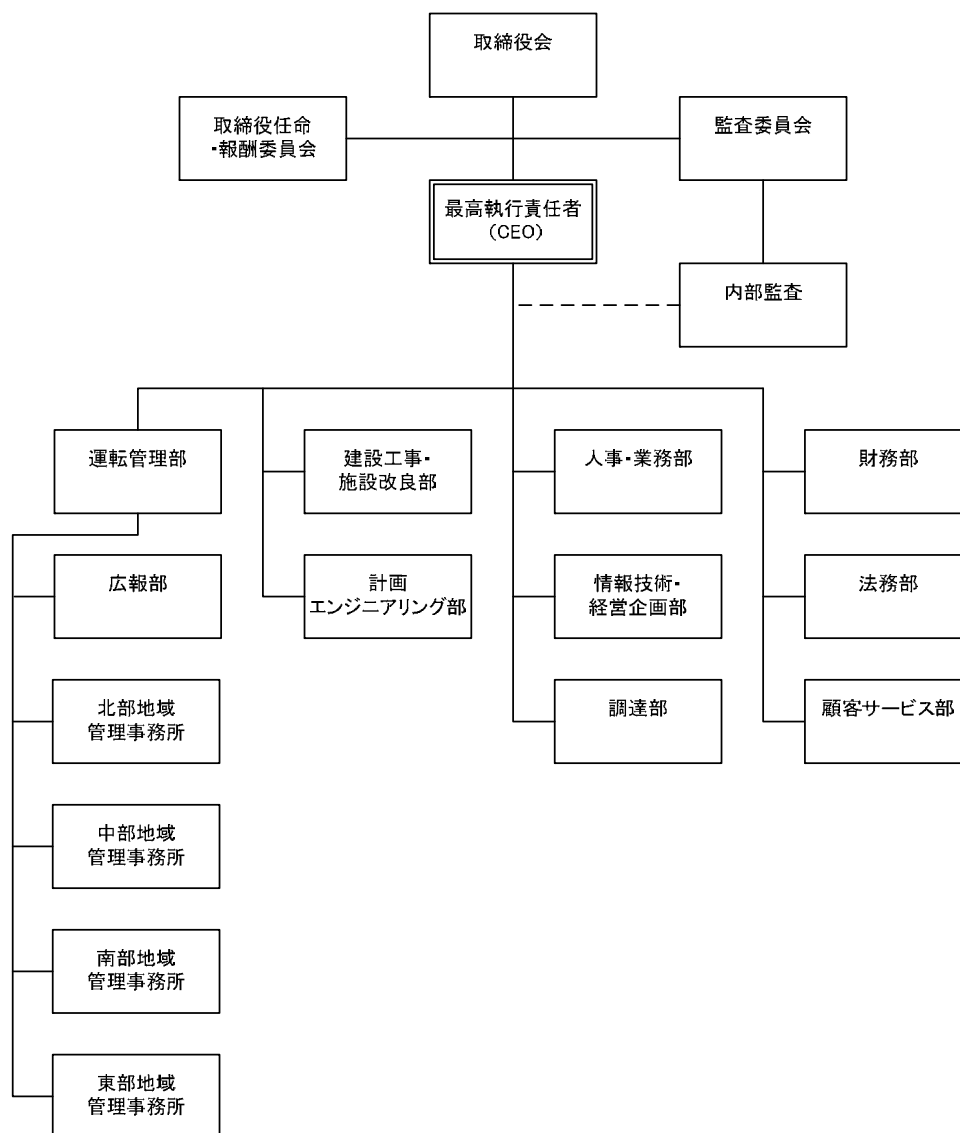 取締役会
取締役任命
・報酬委員会
監査委員会
最高執行責任者
（CEO）
内部監査
運転管理部
建設工事・
施設改良部
人事・業務部
財務部
広報部
計画
エンジニアリング部
情報技術・
経営企画部
法務部
北部地域
管理事務所
調達部
顧客サービス部
中部地域
管理事務所
南部地域
管理事務所
東部地域
管理事務所